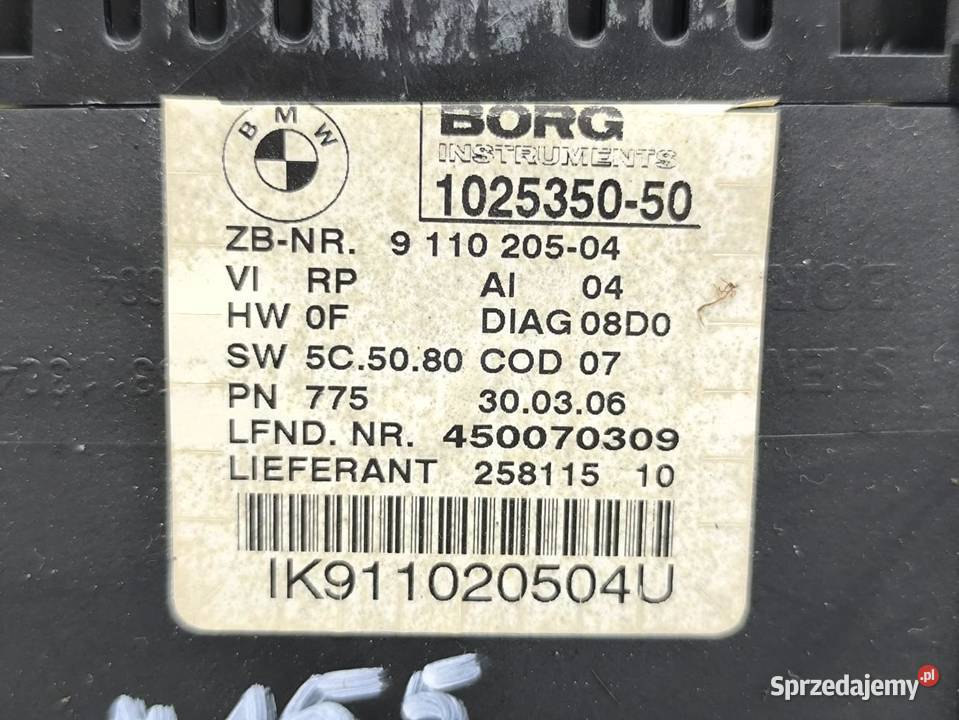 BMW
BORG
INSTRUMENTS
1025350-50
ZB-NR. 9 110 205-04
VI RP AI 04
HW 0F DIAG 08D0
SW 5C.50.80 COD 07
PN 775 30.03.06
LFND. NR. 450070309
LIEFERANT 258115 10
IK911020504U
Sprzedajemy.pl